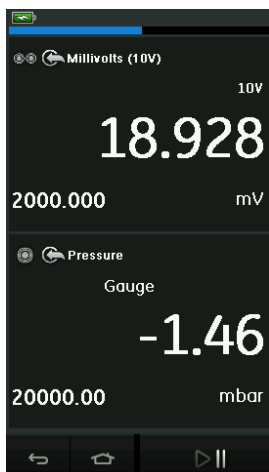 Millivolts (10V)
10V
18.928
2000.000 mV
Pressure
Gauge
-1.46
20000.00 mbar